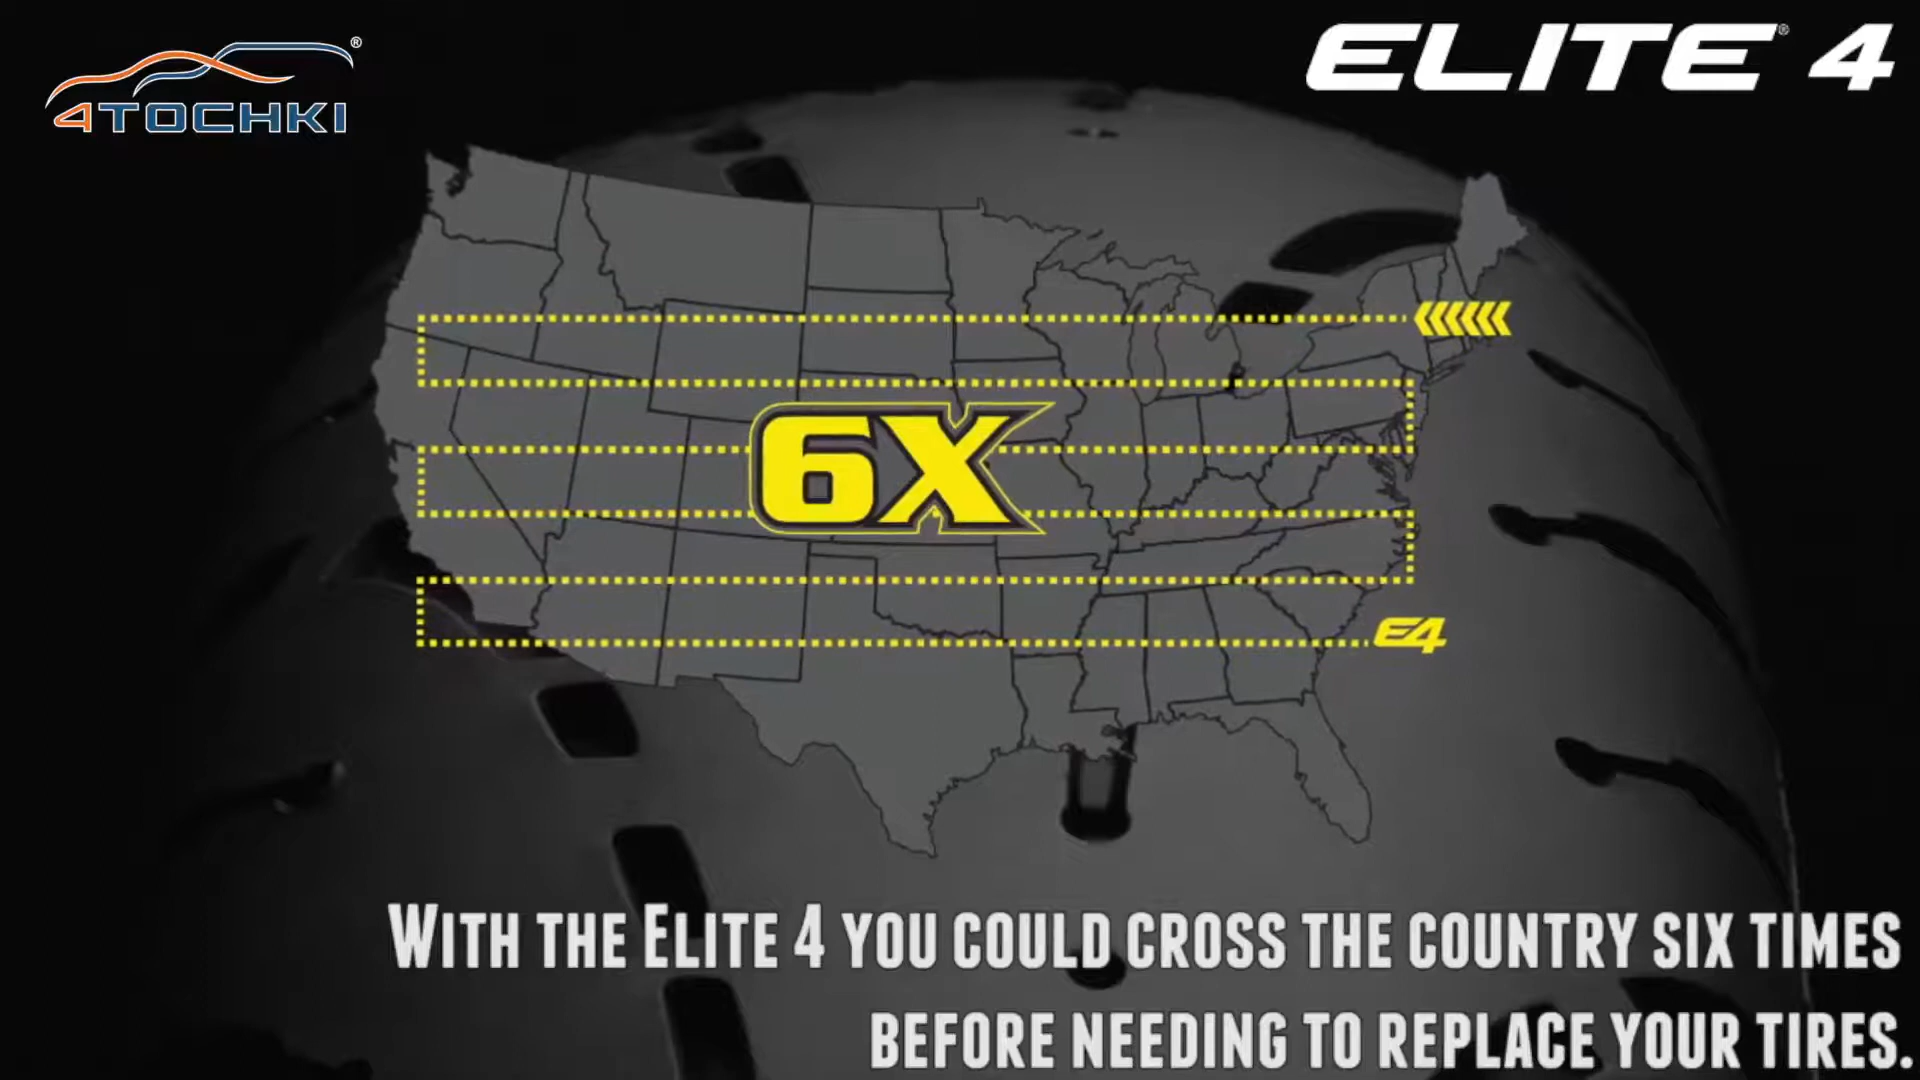 4TOCHKI®
ELITE® 4
6X
E4
WITH THE ELITE 4 YOU COULD CROSS THE COUNTRY SIX TIMES
BEFORE NEEDING TO REPLACE YOUR TIRES.